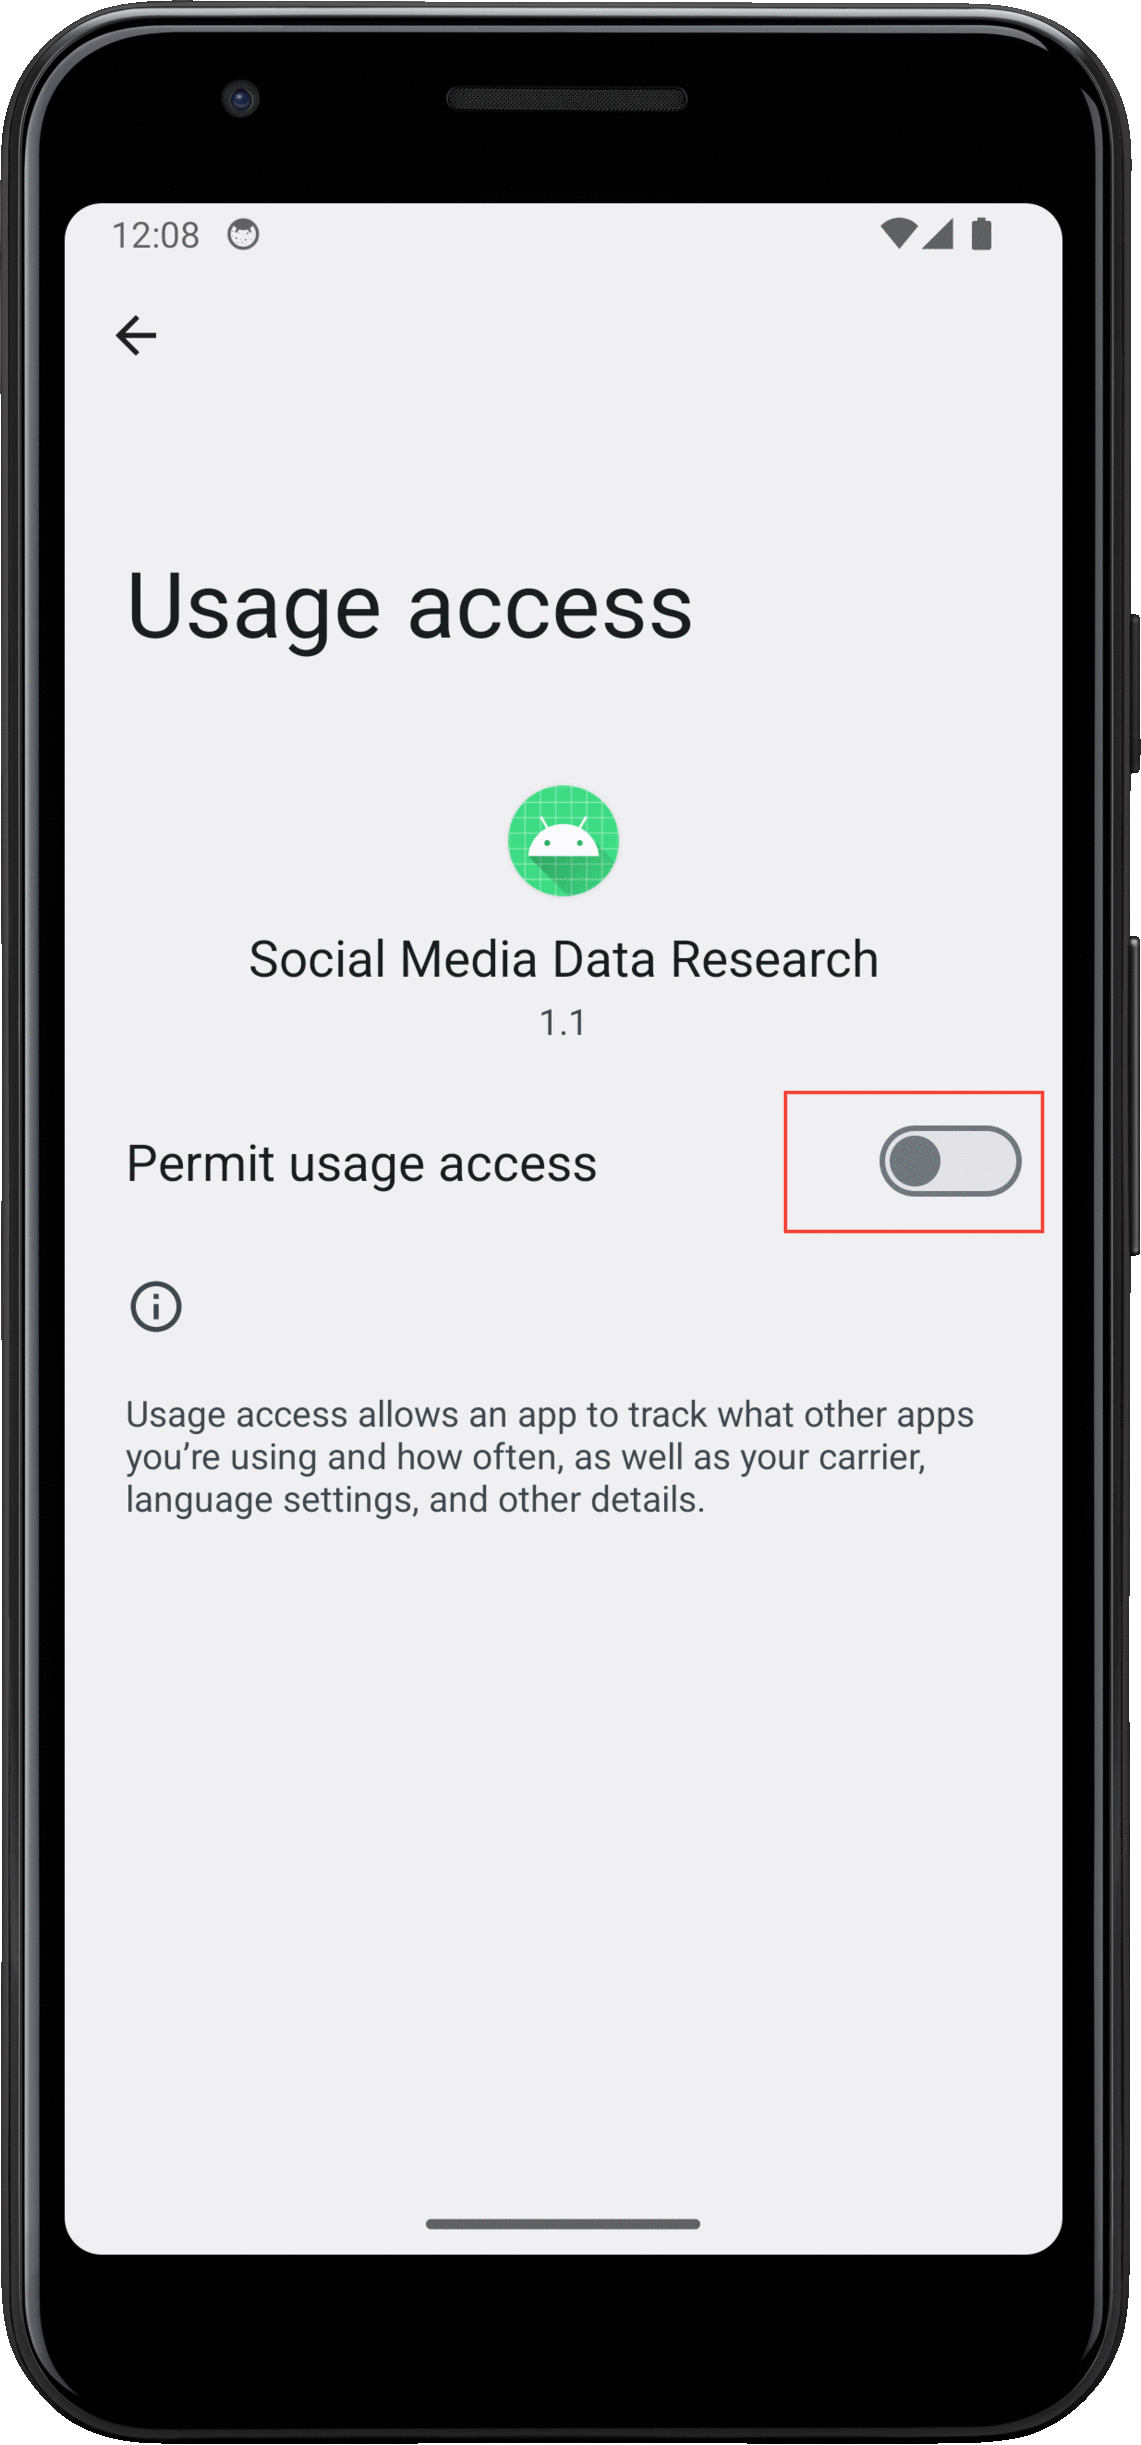 12:08
Usage access
Social Media Data Research
1.1
Permit usage access
Usage access allows an app to track what other apps
you’re using and how often, as well as your carrier,
language settings, and other details.